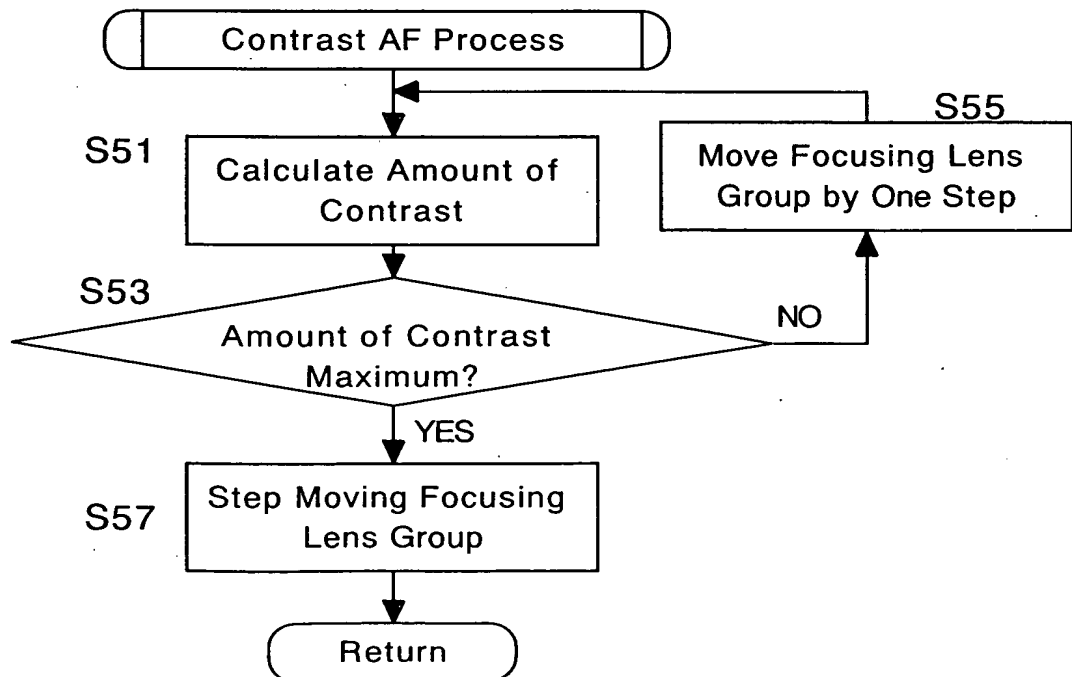 Contrast AF Process
S55
S51
Calculate Amount of
Contrast
Move Focusing Lens
Group by One Step
S53
Amount of Contrast
Maximum?
NO
YES
S57
Step Moving Focusing
Lens Group
Return